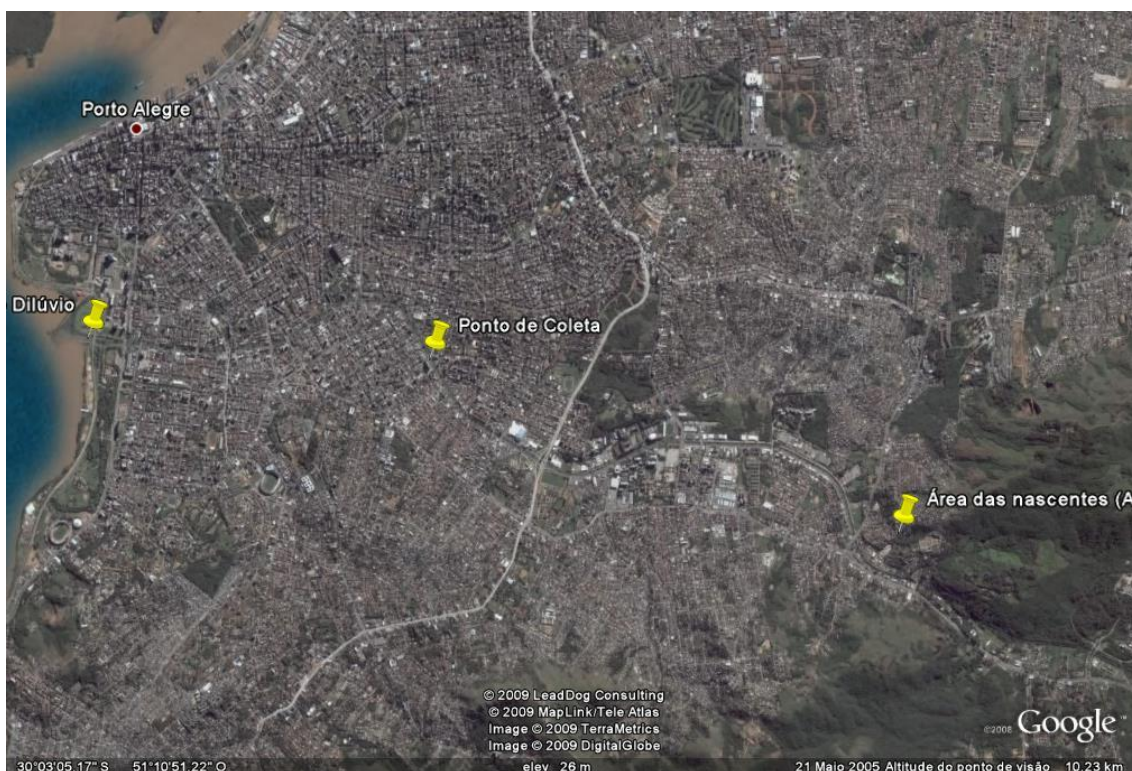 Porto Alegre
Dilúvio
Ponto de Coleta
Área das nascentes (A
© 2009 LeadDog Consulting
© 2009 MapLink/Tele Atlas
Image © 2009 TerraMetrics
Image © 2009 DigitalGlobe
©2008 Google™
30°03'05.17" S 51°10'51.22" O elev 26 m 21 Maio 2005 Altitude do ponto de visão 10.23 km